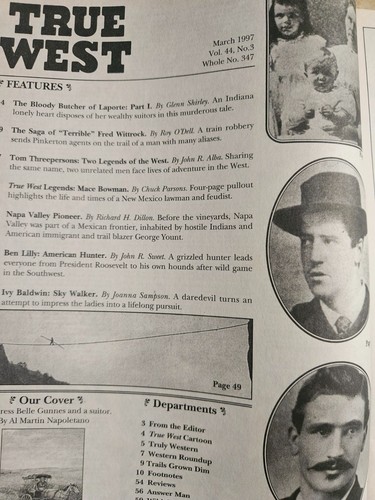 TRUE
WEST
March 1997
Vol. 44, No.3
Whole No. 347
FEATURES
4 The Bloody Butcher of Laporte: Part I. By Glenn Shirley. An Indiana
lonely heart disposes of her wealthy suitors in this murderous tale.
9 The Saga of "Terrible" Fred Wittrock. By Roy O'Dell. A train robbery
sends Pinkerton agents on the trail of a man with many aliases.
Tom Threepersons: Two Legends of the West. By John R. Alba. Sharing
the same name, two unrelated men face lives of adventure in the West.
True West Legends: Mace Bowman. By Chuck Parsons. Four-page pullout
highlights the life and times of a New Mexico lawman and feudist.
Napa Valley Pioneer. By Richard H. Dillon. Before the vineyards, Napa
Valley was part of a Mexican frontier, inhabited by hostile Indians and
American immigrant and trail blazer George Yount.
Ben Lilly: American Hunter. By John R. Sweet. A grizzled hunter leads
everyone from President Roosevelt to his own hounds after wild game
in the Southwest.
Ivy Baldwin: Sky Walker. By Joanna Sampson. A daredevil turns an
attempt to impress the ladies into a lifelong pursuit.
Page 49
Our Cover
ress Belle Gunnes and a suitor.
By Al Martin Napoletano
Departments
3 From the Editor
4 True West Cartoon
5 Truly Western
7 Western Roundup
9 Trails Grown Dim
10 Footnotes
54 Reviews
56 Answer Man